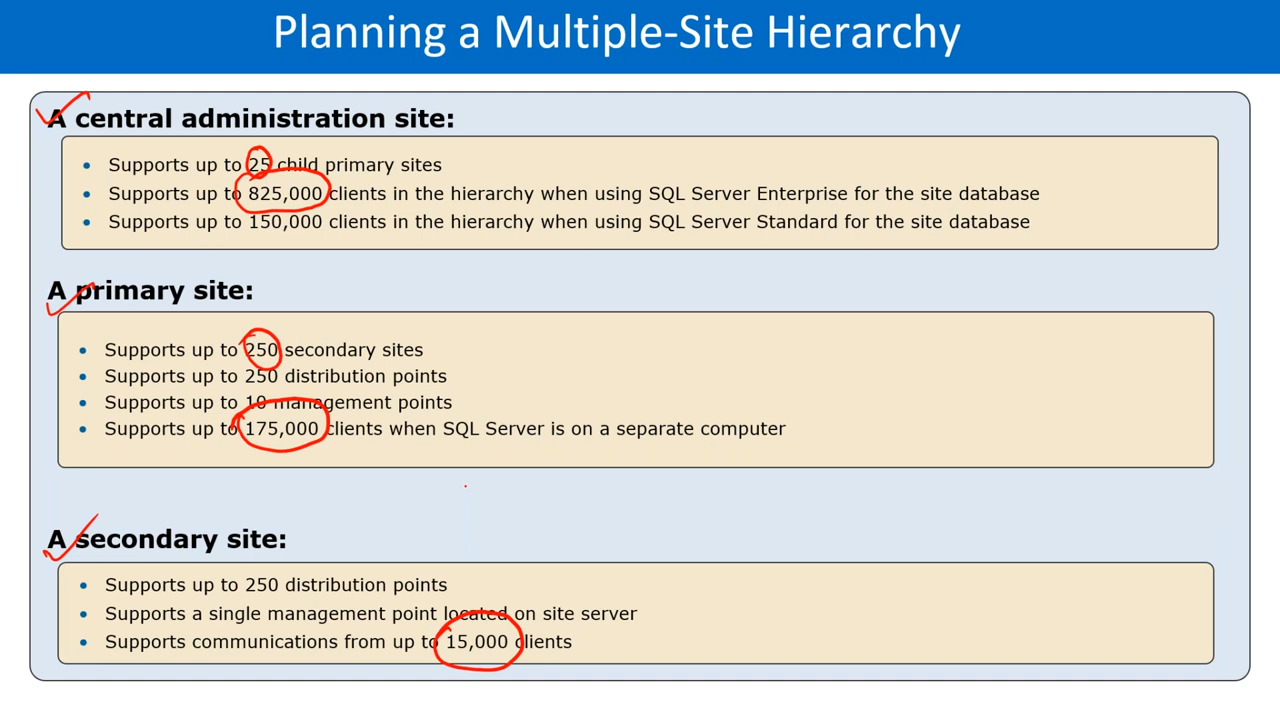 Planning a Multiple-Site Hierarchy
A central administration site:
• Supports up to 25 child primary sites
• Supports up to 825,000 clients in the hierarchy when using SQL Server Enterprise for the site database
• Supports up to 150,000 clients in the hierarchy when using SQL Server Standard for the site database
A primary site:
• Supports up to 250 secondary sites
• Supports up to 250 distribution points
• Supports up to 10 management points
• Supports up to 175,000 clients when SQL Server is on a separate computer
A secondary site:
• Supports up to 250 distribution points
• Supports a single management point located on site server
• Supports communications from up to 15,000 clients